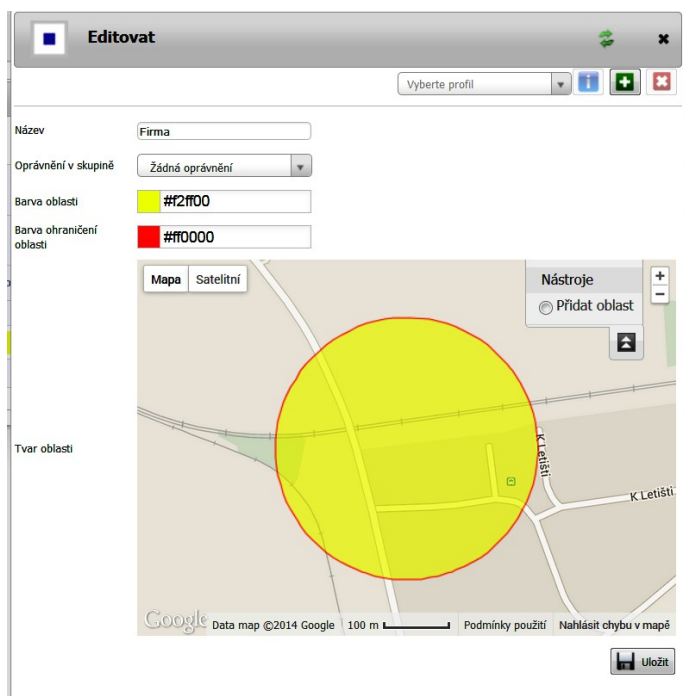 Editovat
Vyberte profil
Název
Firma
Oprávnění v skupině
Žádná oprávnění
Barva oblasti
#f2ff00
Barva ohraničení
oblasti
#ff0000
Mapa
Satelitní
Nástroje
Přidat oblast
+
−
Tvar oblasti
K Letišti
K Letišti
Google
Data map ©2014 Google
100 m
Podmínky použití
Nahlásit chybu v mapě
Uložit